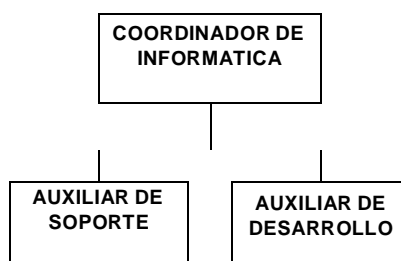 COORDINADOR DE
INFORMATICA
AUXILIAR DE
SOPORTE
AUXILIAR DE
DESARROLLO